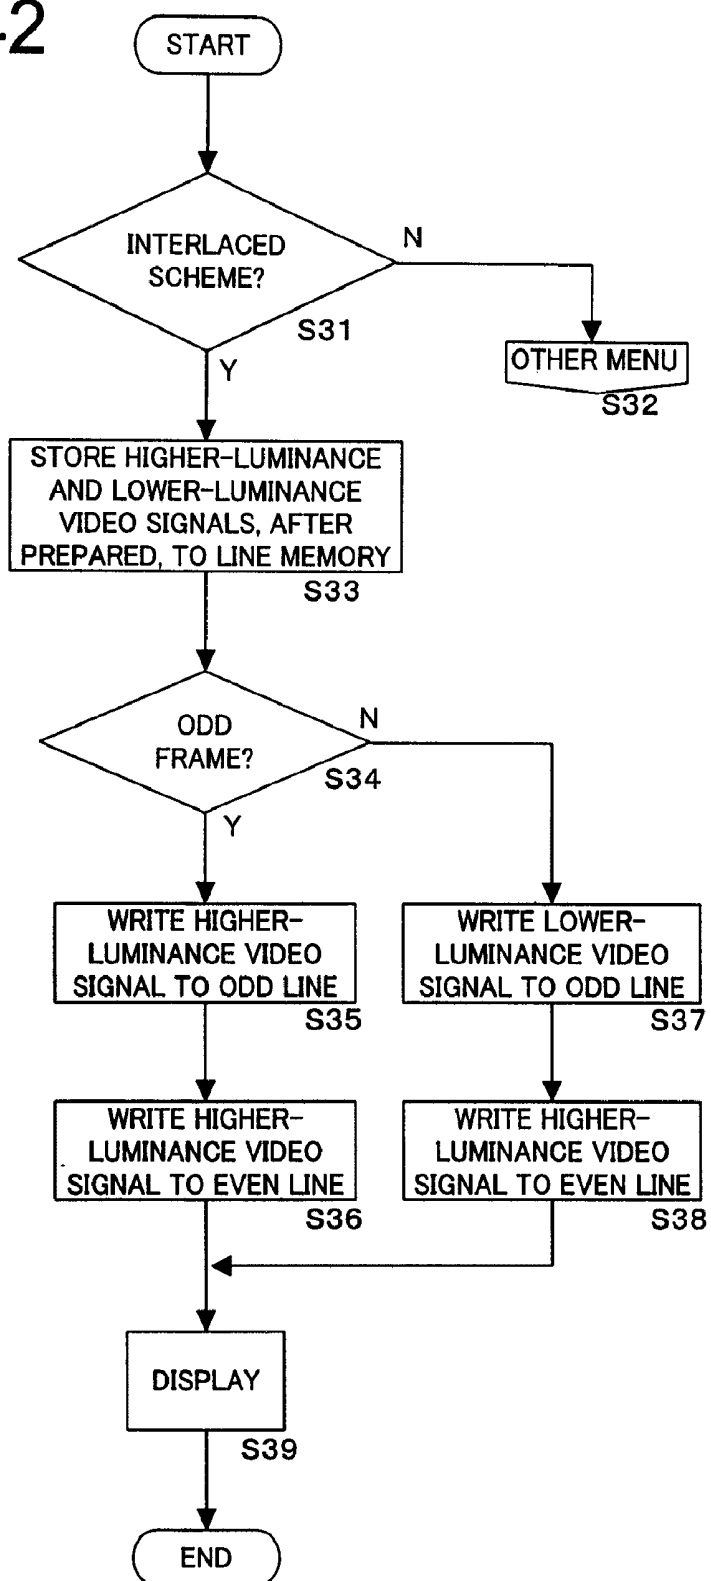 -2
START
INTERLACED
SCHEME?
N
S31
Y
OTHER MENU
S32
STORE HIGHER-LUMINANCE
AND LOWER-LUMINANCE
VIDEO SIGNALS, AFTER
PREPARED, TO LINE MEMORY
S33
ODD
FRAME?
N
S34
Y
WRITE HIGHER-
LUMINANCE VIDEO
SIGNAL TO ODD LINE
S35
WRITE LOWER-
LUMINANCE VIDEO
SIGNAL TO ODD LINE
S37
WRITE HIGHER-
LUMINANCE VIDEO
SIGNAL TO EVEN LINE
S36
WRITE HIGHER-
LUMINANCE VIDEO
SIGNAL TO EVEN LINE
S38
DISPLAY
S39
END